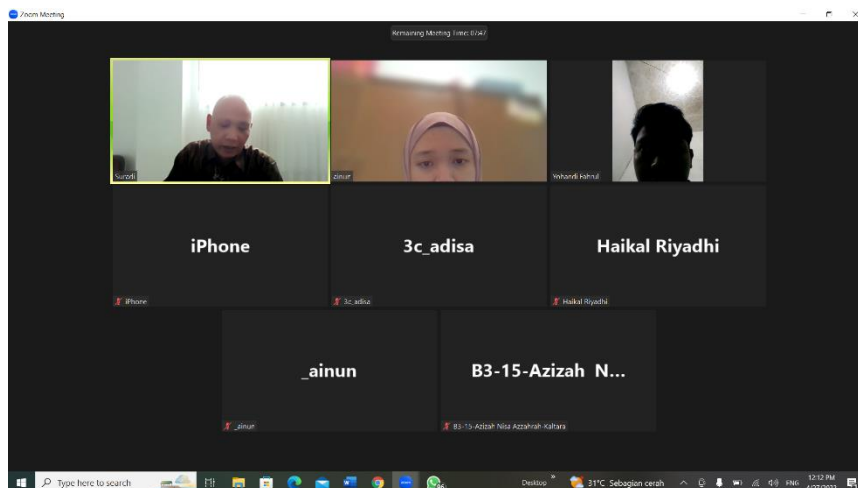 Zoom Meeting
Remaining Meeting Time: 07:47
Suradi
ainun
Yohandi Fahrul
iPhone
3c_adisa
Haikal Riyadhi
iPhone
3c_adisa
Haikal Riyadhi
_ainun
B3-15-Azizah N...
_ainun
B3-15-Azizah Nisa Azzahrah-Kaltara
Type here to search
Desktop
31°C Sebagian cerah
ENG
12:12 PM